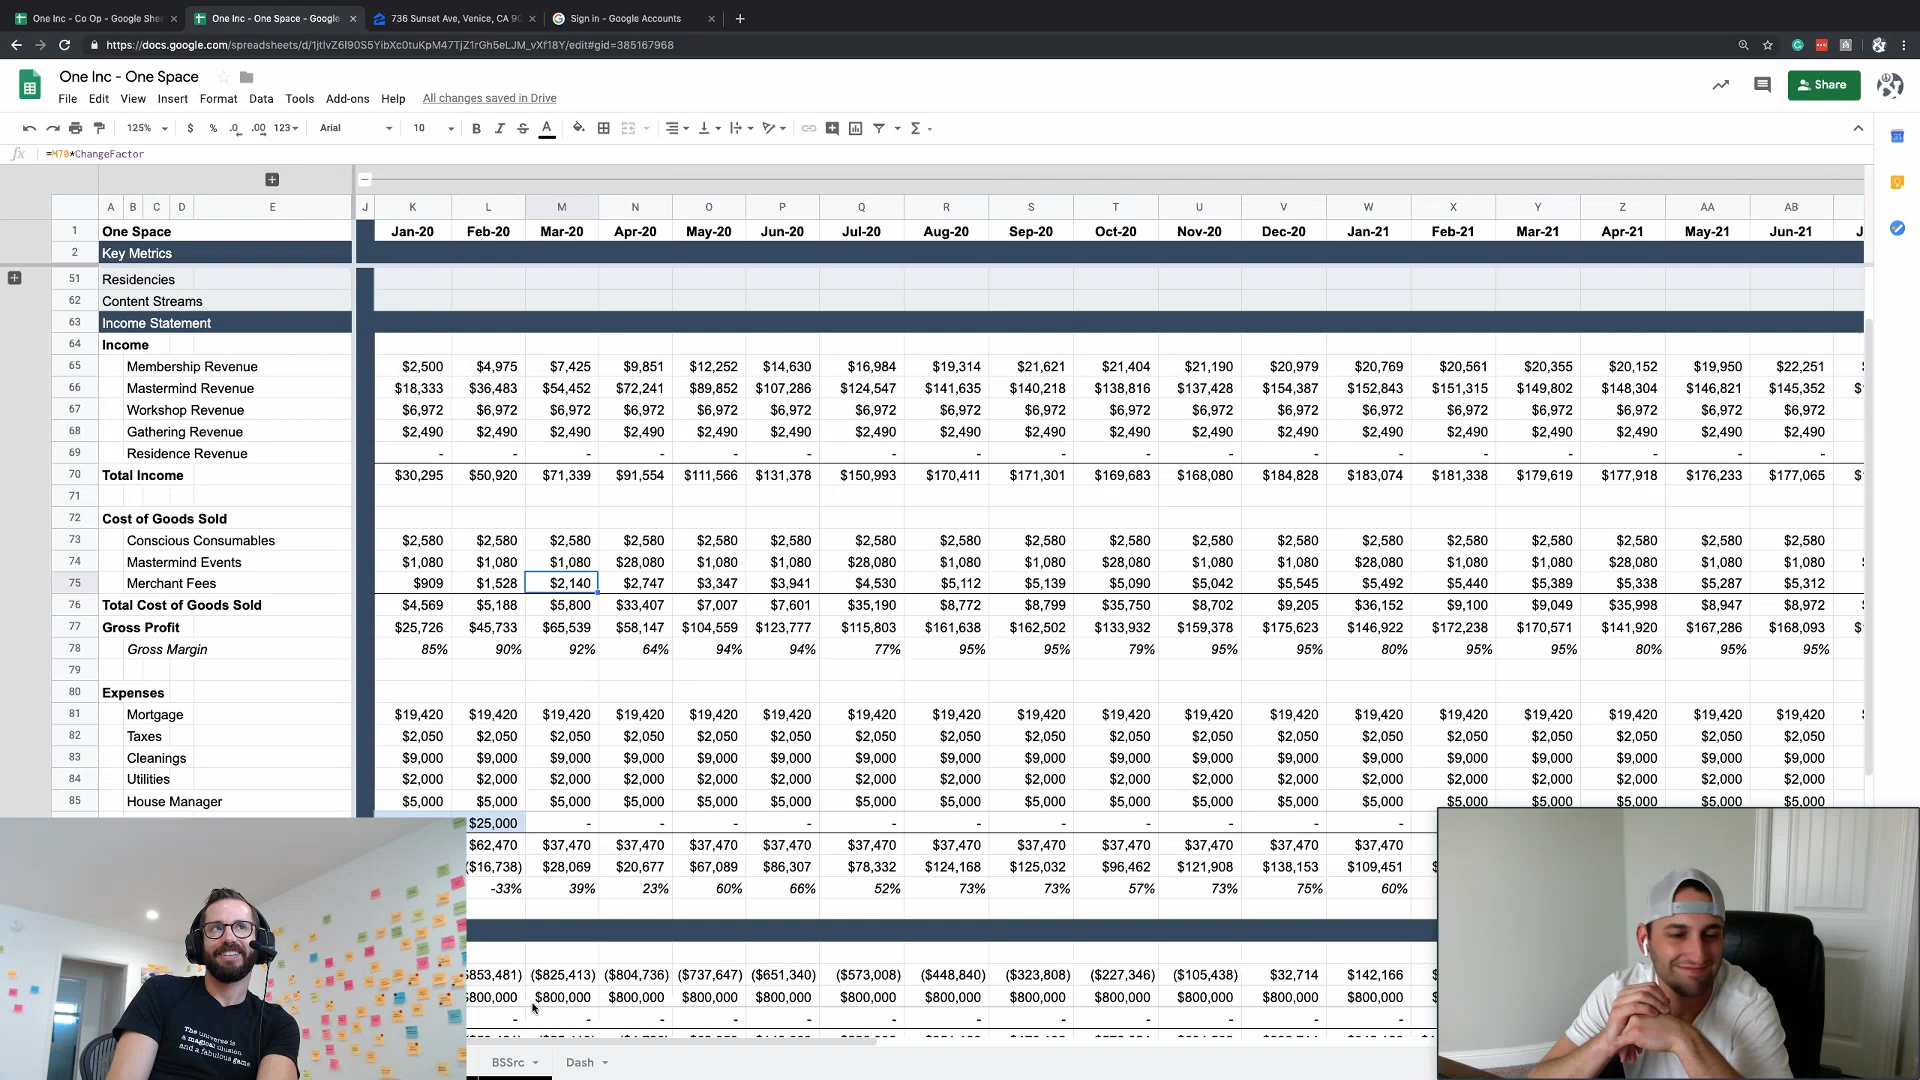 One Inc - Co Op - Google She
One Inc - One Space - Google
736 Sunset Ave, Venice, CA 90
Sign in - Google Accounts
https://docs.google.com/spreadsheets/d/1jtIvZ6I90S5YibXc0tuKpM47TjZ1rGh5eLJM_vXf18Y/edit#gid=385167968
One Inc - One Space
File Edit View Insert Format Data Tools Add-ons Help All changes saved in Drive
Share
125% $ % .0 .00 123 Arial 10 B I S A
fx =M70*ChangeFactor
A B C D E J K L M N O P Q R S T U V W X Y Z AA AB
1 One Space Jan-20 Feb-20 Mar-20 Apr-20 May-20 Jun-20 Jul-20 Aug-20 Sep-20 Oct-20 Nov-20 Dec-20 Jan-21 Feb-21 Mar-21 Apr-21 May-21 Jun-21 J
2 Key Metrics
51 Residencies
62 Content Streams
63 Income Statement
64 Income
65 Membership Revenue $2,500 $4,975 $7,425 $9,851 $12,252 $14,630 $16,984 $19,314 $21,621 $21,404 $21,190 $20,979 $20,769 $20,561 $20,355 $20,152 $19,950 $22,251
66 Mastermind Revenue $18,333 $36,483 $54,452 $72,241 $89,852 $107,286 $124,547 $141,635 $140,218 $138,816 $137,428 $154,387 $152,843 $151,315 $149,802 $148,304 $146,821 $145,352
67 Workshop Revenue $6,972 $6,972 $6,972 $6,972 $6,972 $6,972 $6,972 $6,972 $6,972 $6,972 $6,972 $6,972 $6,972 $6,972 $6,972 $6,972 $6,972 $6,972
68 Gathering Revenue $2,490 $2,490 $2,490 $2,490 $2,490 $2,490 $2,490 $2,490 $2,490 $2,490 $2,490 $2,490 $2,490 $2,490 $2,490 $2,490 $2,490 $2,490
69 Residence Revenue - - - - - - - - - - - - - - - - - -
70 Total Income $30,295 $50,920 $71,339 $91,554 $111,566 $131,378 $150,993 $170,411 $171,301 $169,683 $168,080 $184,828 $183,074 $181,338 $179,619 $177,918 $176,233 $177,065
71
72 Cost of Goods Sold
73 Conscious Consumables $2,580 $2,580 $2,580 $2,580 $2,580 $2,580 $2,580 $2,580 $2,580 $2,580 $2,580 $2,580 $2,580 $2,580 $2,580 $2,580 $2,580 $2,580
74 Mastermind Events $1,080 $1,080 $1,080 $28,080 $1,080 $1,080 $28,080 $1,080 $1,080 $28,080 $1,080 $1,080 $28,080 $1,080 $1,080 $28,080 $1,080 $1,080
75 Merchant Fees $909 $1,528 $2,140 $2,747 $3,347 $3,941 $4,530 $5,112 $5,139 $5,090 $5,042 $5,545 $5,492 $5,440 $5,389 $5,338 $5,287 $5,312
76 Total Cost of Goods Sold $4,569 $5,188 $5,800 $33,407 $7,007 $7,601 $35,190 $8,772 $8,799 $35,750 $8,702 $9,205 $36,152 $9,100 $9,049 $35,998 $8,947 $8,972
77 Gross Profit $25,726 $45,733 $65,539 $58,147 $104,559 $123,777 $115,803 $161,638 $162,502 $133,932 $159,378 $175,623 $146,922 $172,238 $170,571 $141,920 $167,286 $168,093
78 Gross Margin 85% 90% 92% 64% 94% 94% 77% 95% 95% 79% 95% 95% 80% 95% 95% 80% 95% 95%
79
80 Expenses
81 Mortgage $19,420 $19,420 $19,420 $19,420 $19,420 $19,420 $19,420 $19,420 $19,420 $19,420 $19,420 $19,420 $19,420 $19,420 $19,420 $19,420 $19,420 $19,420
82 Taxes $2,050 $2,050 $2,050 $2,050 $2,050 $2,050 $2,050 $2,050 $2,050 $2,050 $2,050 $2,050 $2,050 $2,050 $2,050 $2,050 $2,050 $2,050
83 Cleanings $9,000 $9,000 $9,000 $9,000 $9,000 $9,000 $9,000 $9,000 $9,000 $9,000 $9,000 $9,000 $9,000 $9,000 $9,000 $9,000 $9,000 $9,000
84 Utilities $2,000 $2,000 $2,000 $2,000 $2,000 $2,000 $2,000 $2,000 $2,000 $2,000 $2,000 $2,000 $2,000 $2,000 $2,000 $2,000 $2,000 $2,000
85 House Manager $5,000 $5,000 $5,000 $5,000 $5,000 $5,000 $5,000 $5,000 $5,000 $5,000 $5,000 $5,000 $5,000 $5,000 $5,000 $5,000 $5,000 $5,000
$25,000 - - - - - - - - - - -
$62,470 $37,470 $37,470 $37,470 $37,470 $37,470 $37,470 $37,470 $37,470 $37,470 $37,470 $37,470
($16,738) $28,069 $20,677 $67,089 $86,307 $78,332 $124,168 $125,032 $96,462 $121,908 $138,153 $109,451
-33% 39% 23% 60% 66% 52% 73% 73% 57% 73% 75% 60%
$853,481) ($825,413) ($804,736) ($737,647) ($651,340) ($573,008) ($448,840) ($323,808) ($227,346) ($105,438) $32,714 $142,166
$800,000 $800,000 $800,000 $800,000 $800,000 $800,000 $800,000 $800,000 $800,000 $800,000 $800,000 $800,000
- - - - - - - - - - - -
BSSrc Dash
The universe is
a magical illusion
and a fabulous game